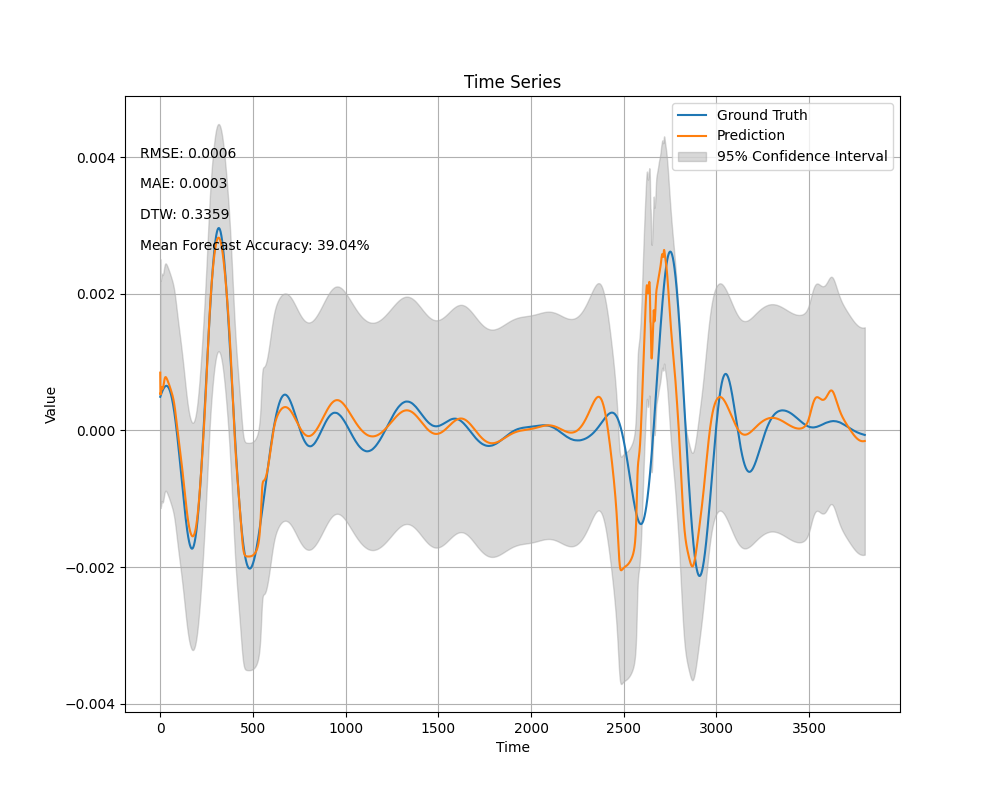 Time Series
Ground Truth
Prediction
95% Confidence Interval
RMSE: 0.0006
MAE: 0.0003
DTW: 0.3359
Mean Forecast Accuracy: 39.04%
0.004
0.002
0.000
−0.002
−0.004
Value
0 500 1000 1500 2000 2500 3000 3500
Time